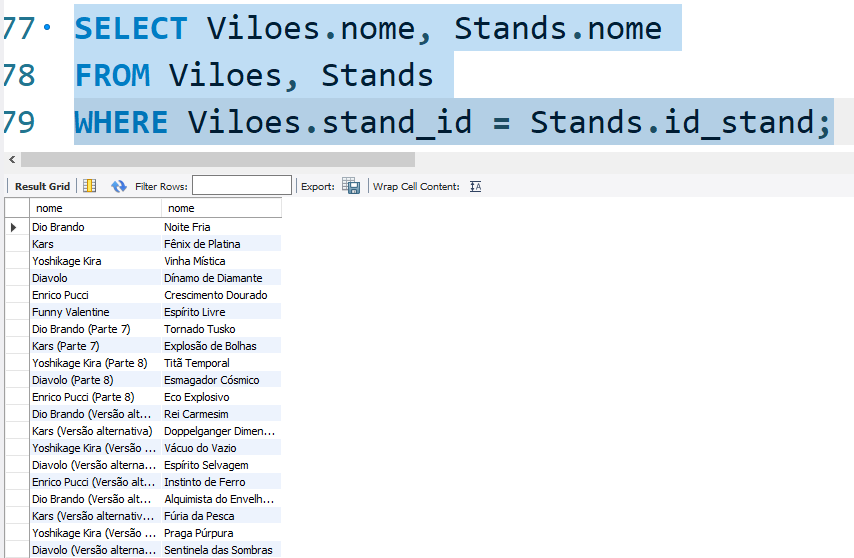 77 SELECT Viloes.nome, Stands.nome
78 FROM Viloes, Stands
79 WHERE Viloes.stand_id = Stands.id_stand;
Result Grid Filter Rows: Export: Wrap Cell Content: IA
nome nome
Dio Brando Noite Fria
Kars Fênix de Platina
Yoshikage Kira Vinha Mística
Diavolo Dínamo de Diamante
Enrico Pucci Crescimento Dourado
Funny Valentine Espírito Livre
Dio Brando (Parte 7) Tornado Tusko
Kars (Parte 7) Explosão de Bolhas
Yoshikage Kira (Parte 8) Titã Temporal
Diavolo (Parte 8) Esmagador Cósmico
Enrico Pucci (Parte 8) Eco Explosivo
Dio Brando (Versão alt... Rei Carmesim
Kars (Versão alternativa) Doppelganger Dimen...
Yoshikage Kira (Versão ... Vácuo do Vazio
Diavolo (Versão alterna... Espírito Selvagem
Enrico Pucci (Versão alt... Instinto de Ferro
Dio Brando (Versão alt... Alquimista do Envelh...
Kars (Versão alternativ... Fúria da Pesca
Yoshikage Kira (Versão ... Praga Púrpura
Diavolo (Versão alterna... Sentinela das Sombras